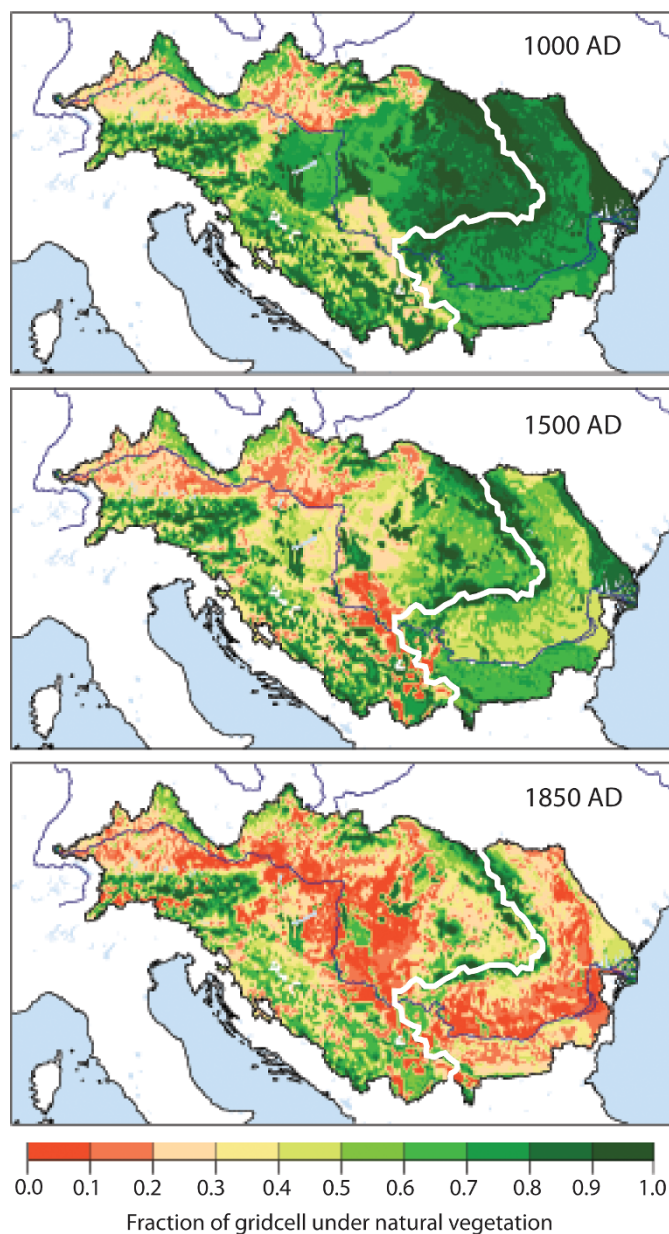 1000 AD
1500 AD
1850 AD
0.0 0.1 0.2 0.3 0.4 0.5 0.6 0.7 0.8 0.9 1.0
Fraction of gridcell under natural vegetation